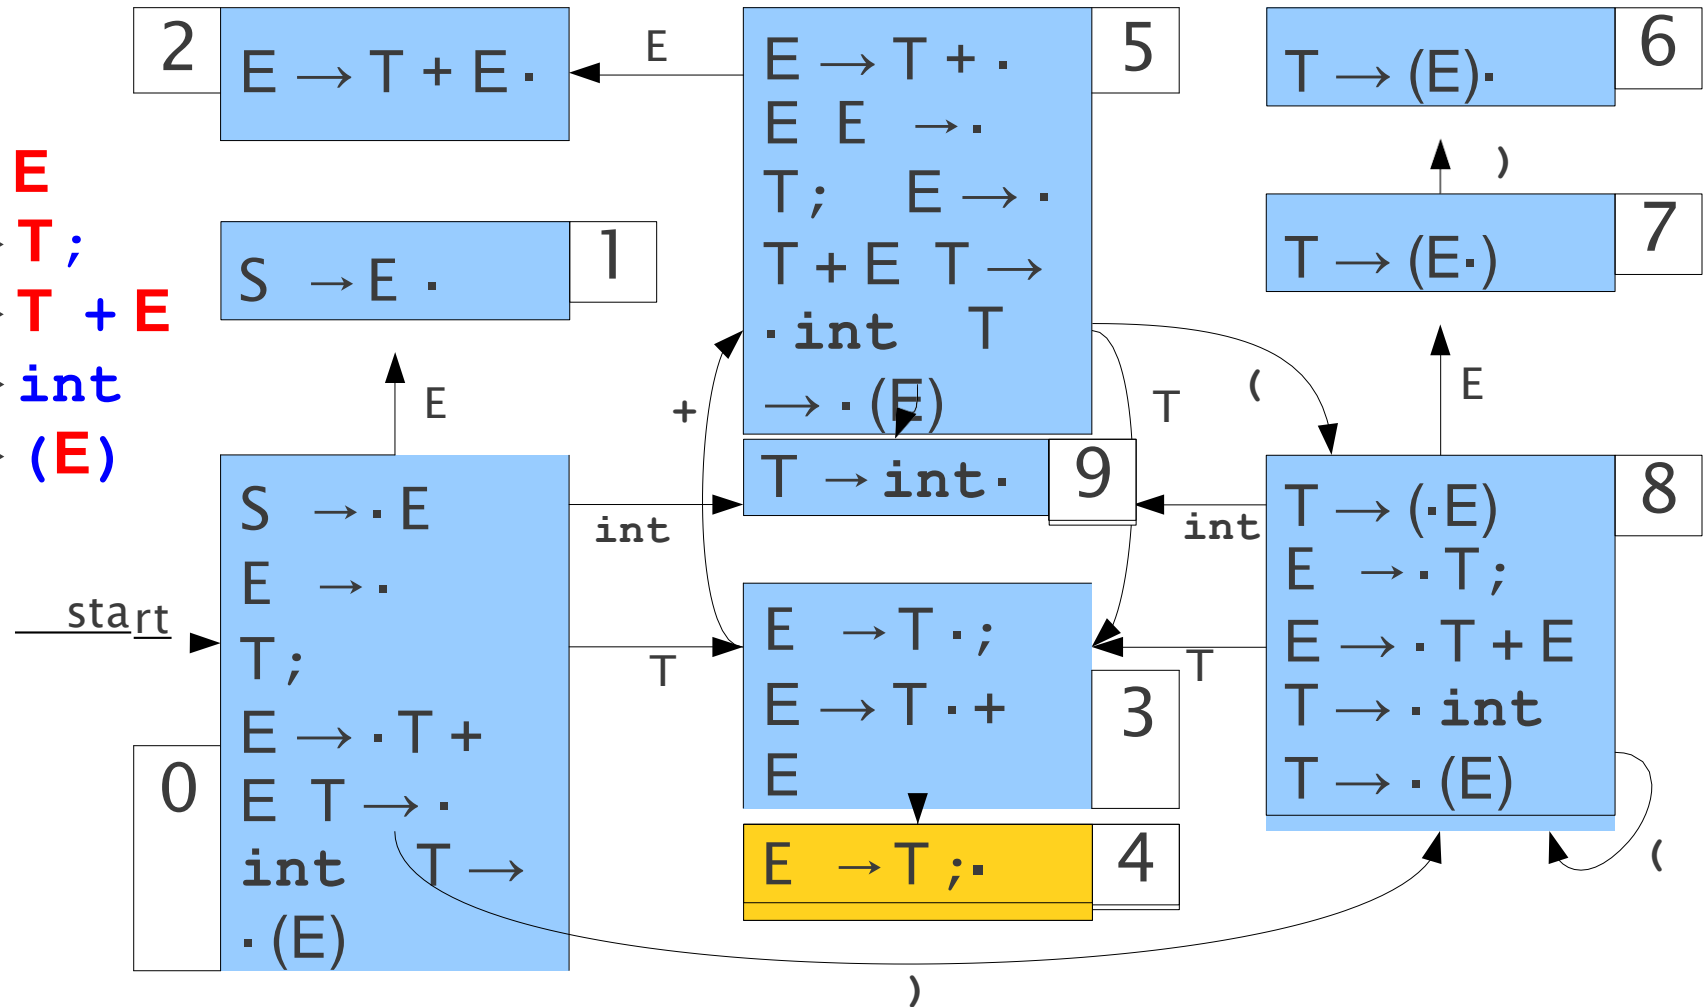 E
T ;
T + E
int
(E)
start
2
E → T + E ·
1
S → E ·
E
0
S → · E
E → ·
T ;
E → · T +
E T → ·
int T →
· (E)
E
5
E → T + ·
E E → ·
T ; E → ·
T + E T →
· int T
→ · (E)
+
T
(
9
T → int ·
int
int
T
T
3
E → T · ;
E → T · +
E
4
E → T ; ·
)
6
T → (E) ·
)
7
T → (E · )
E
8
T → ( · E)
E → · T ;
E → · T + E
T → · int
T → · (E)
(